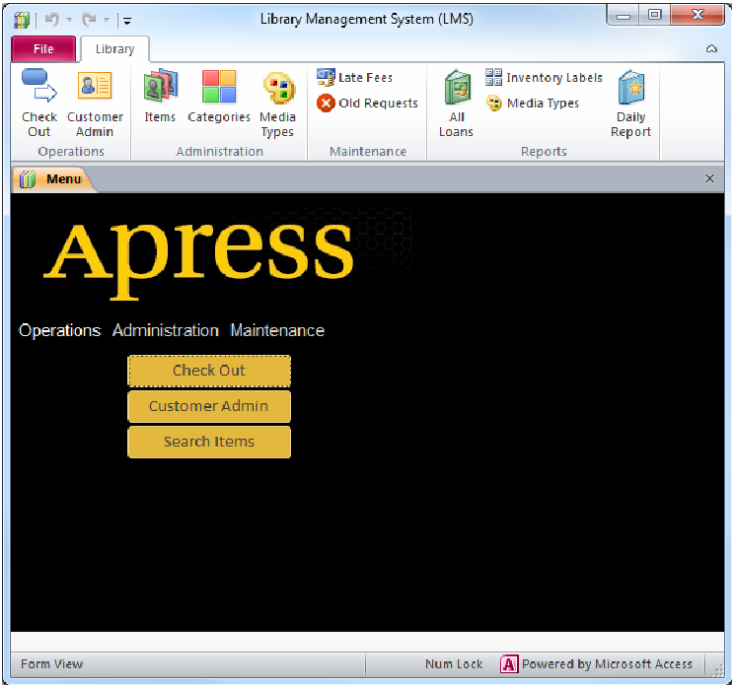 Library Management System (LMS)
File Library
Check Out
Customer Admin
Operations
Items
Categories
Media Types
Administration
Late Fees
Old Requests
Maintenance
All Loans
Inventory Labels
Media Types
Daily Report
Reports
Menu
Apress
Operations Administration Maintenance
Check Out
Customer Admin
Search Items
Form View Num Lock A Powered by Microsoft Access